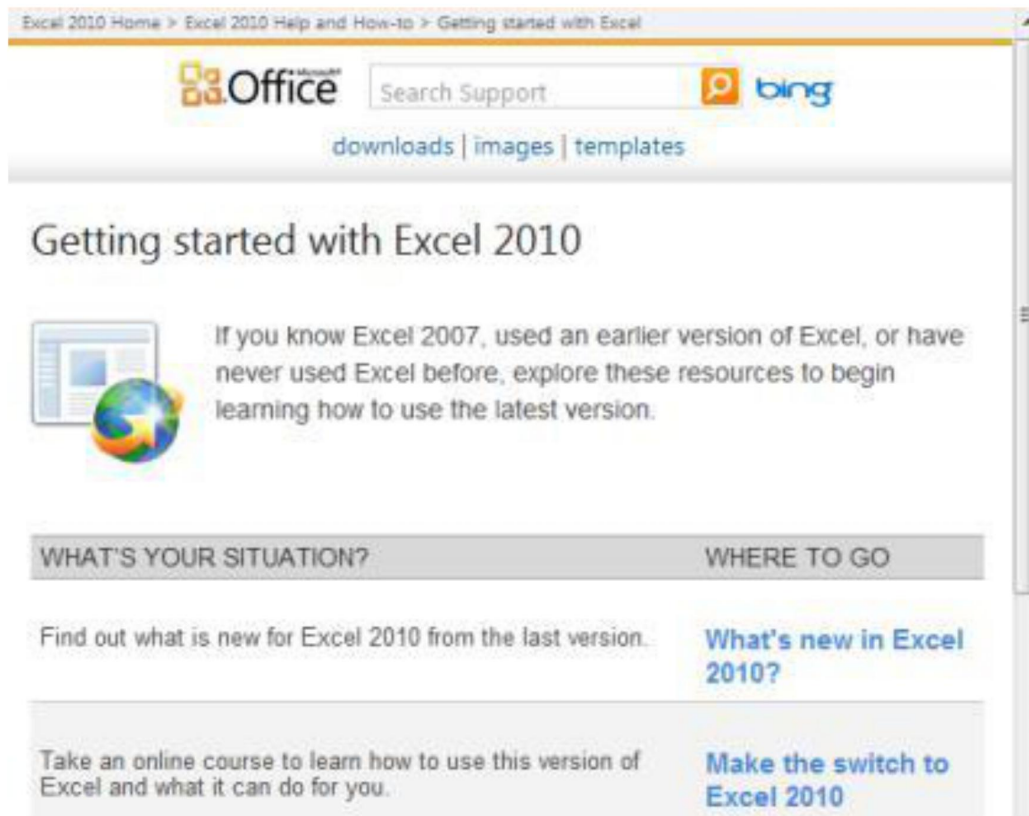 Excel 2010 Home > Excel 2010 Help and How-to > Getting started with Excel
Microsoft®
Office Search Support bing
downloads | images | templates
Getting started with Excel 2010
If you know Excel 2007, used an earlier version of Excel, or have
never used Excel before, explore these resources to begin
learning how to use the latest version.
WHAT'S YOUR SITUATION? WHERE TO GO
Find out what is new for Excel 2010 from the last version. What's new in Excel
2010?
Take an online course to learn how to use this version of Make the switch to
Excel and what it can do for you. Excel 2010